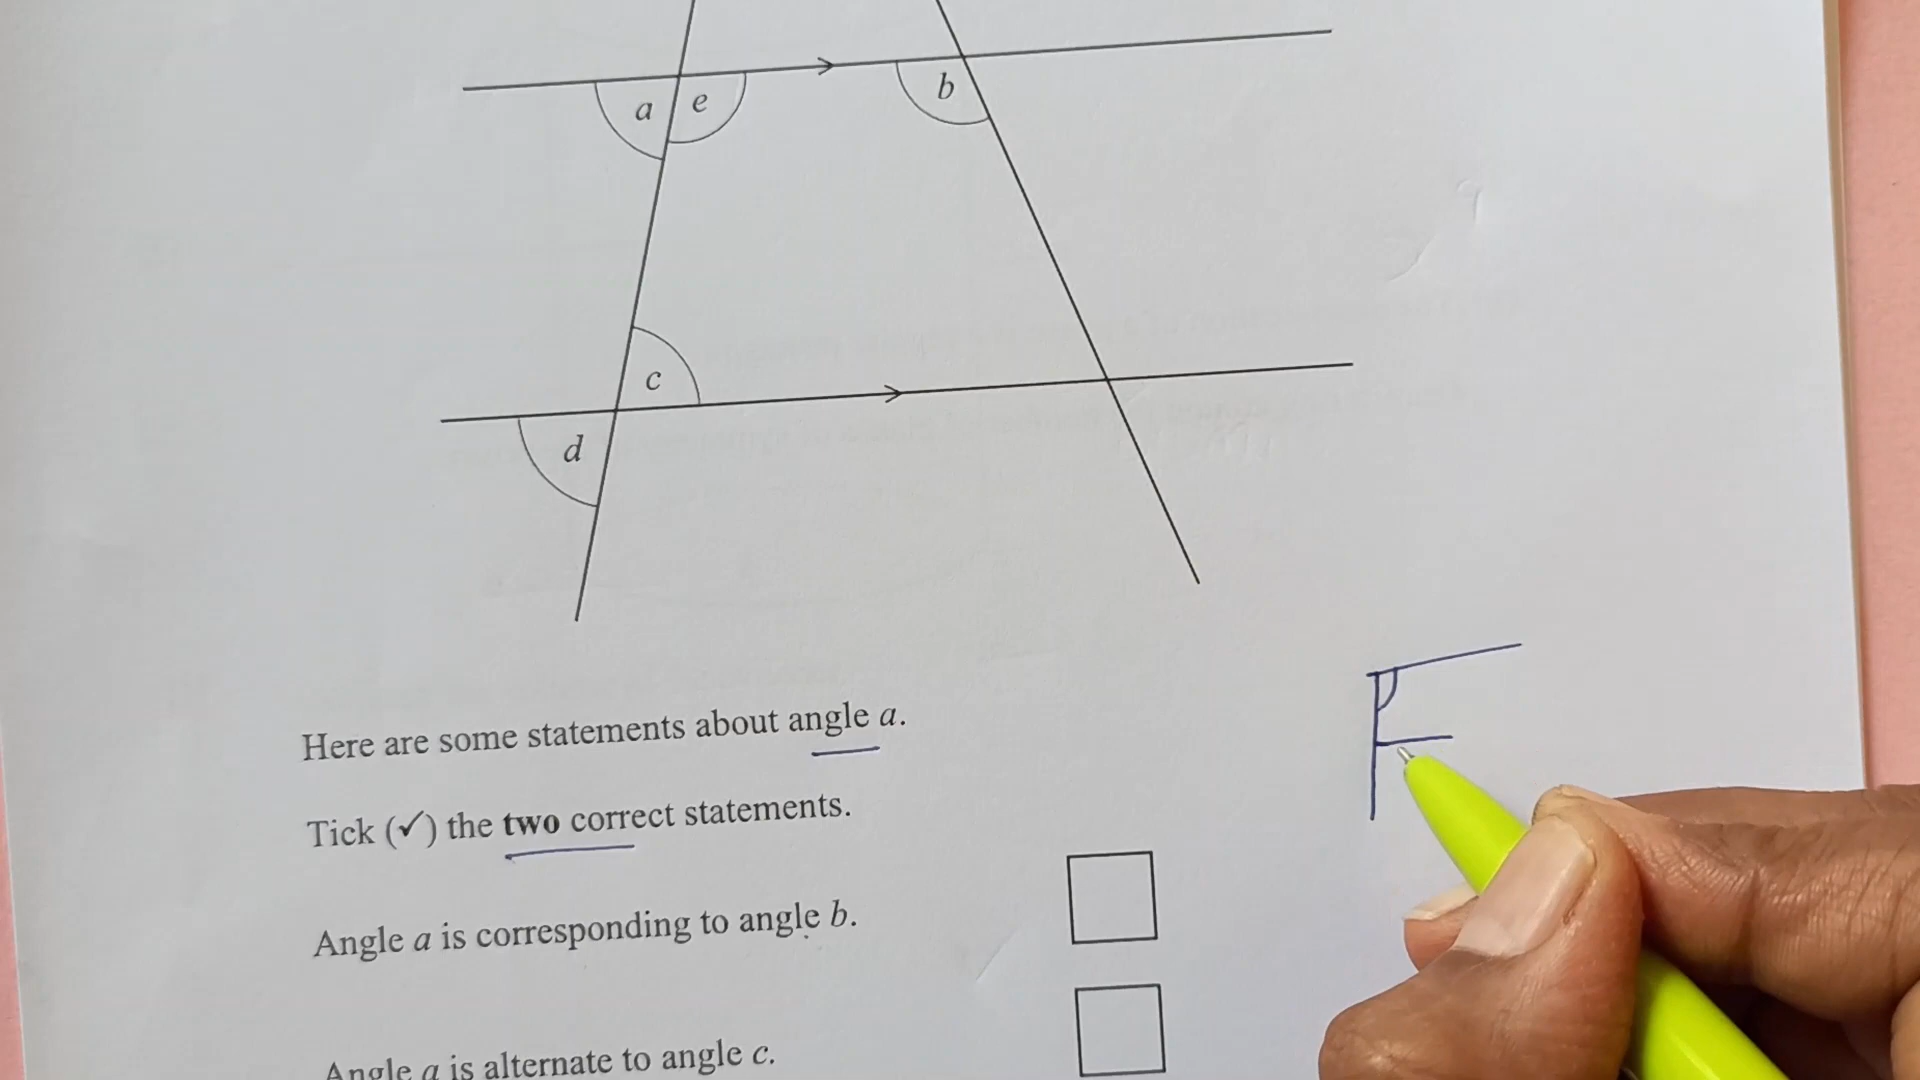 a e b
c
d
Here are some statements about angle a.
Tick (✓) the two correct statements.
Angle a is corresponding to angle b.
Angle a is alternate to angle c.